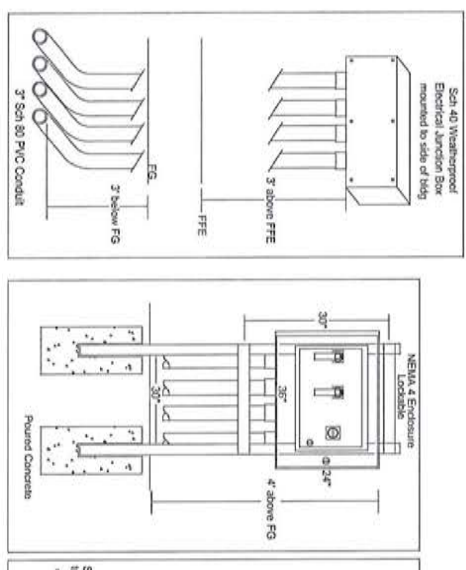 Sch 40 Weatherproof
Electrical Junction Box
mounted to side of bldg
3' above FFE
FFE
FG
3' below FG
3" Sch 80 PVC Conduit
NEMA 4 Enclosure
Lockable
30"
36"
24"
4' above FG
30"
Poured Concrete